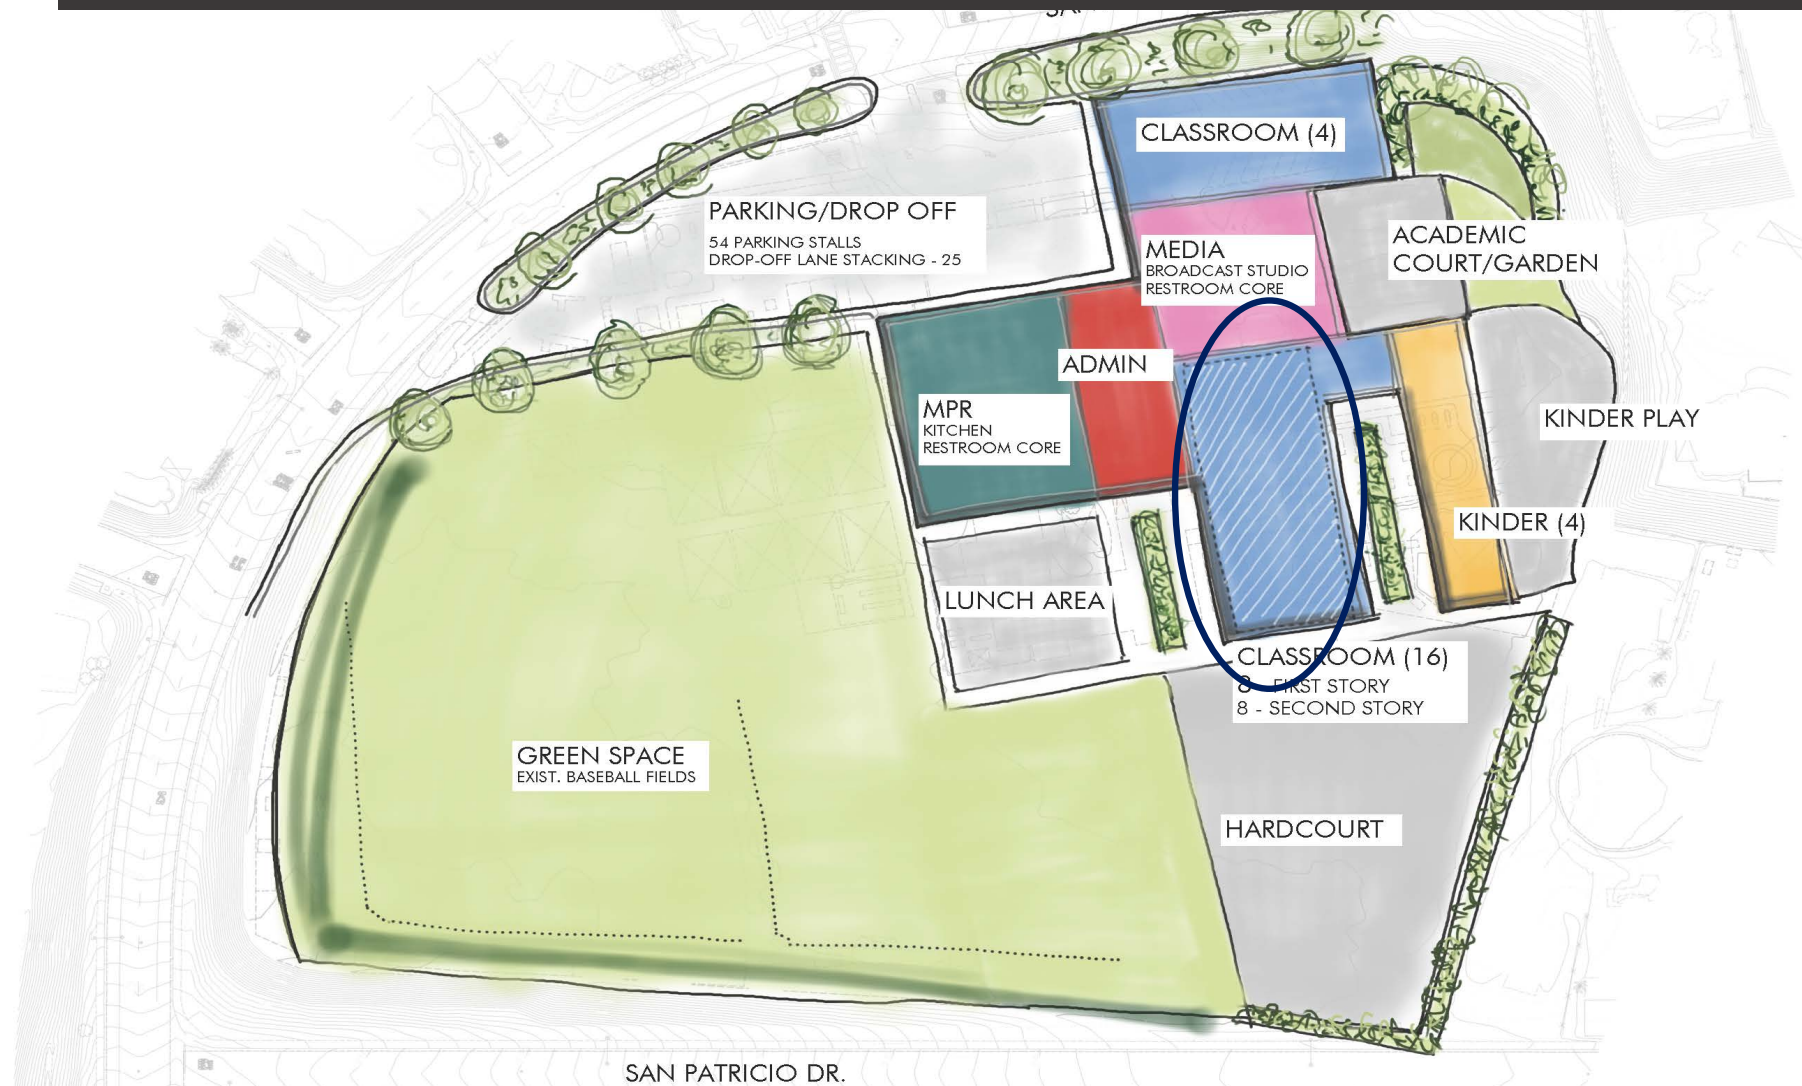 CLASSROOM (4)
PARKING/DROP OFF
54 PARKING STALLS
DROP-OFF LANE STACKING - 25
MEDIA
BROADCAST STUDIO
RESTROOM CORE
ACADEMIC
COURT/GARDEN
ADMIN
MPR
KITCHEN
RESTROOM CORE
KINDER PLAY
KINDER (4)
LUNCH AREA
CLASSROOM (16)
8 - FIRST STORY
8 - SECOND STORY
GREEN SPACE
EXIST. BASEBALL FIELDS
HARDCOURT
SAN PATRICIO DR.